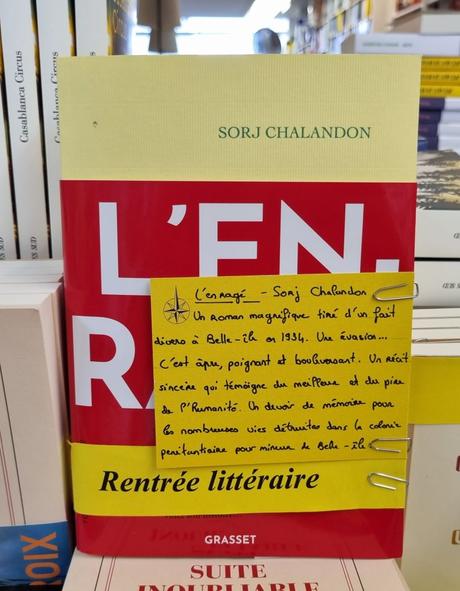 Casablanca Circus
Casablanca Circus
SORJ CHALANDON
L'EN.
RA
L'enragé - Sorj Chalandon
Un roman magnifique tiré d'un fait
divers à Belle-île en 1934. Une évasion...
C'est âpre, poignant et bouleversant. Un récit
sincère qui témoigne du meilleur et du pire
de l'Humanité. Un devoir de mémoire pour
les nombreuses vies détruites dans la colonie
penitentiaire pour mineur de Belle-île
Rentrée littéraire
GRASSET
SUITE
INOUBLIABLE
ROIX